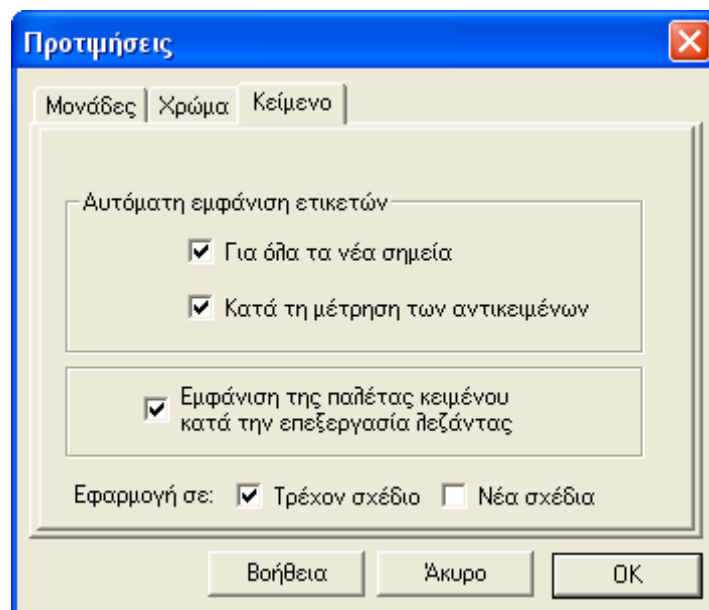 Προτιμήσεις
Μονάδες Χρώμα Κείμενο
Αυτόματη εμφάνιση ετικετών
Για όλα τα νέα σημεία
Κατά τη μέτρηση των αντικειμένων
Εμφάνιση της παλέτας κειμένου
κατά την επεξεργασία λεζάντας
Εφαρμογή σε: Τρέχον σχέδιο Νέα σχέδια
Βοήθεια Άκυρο OK